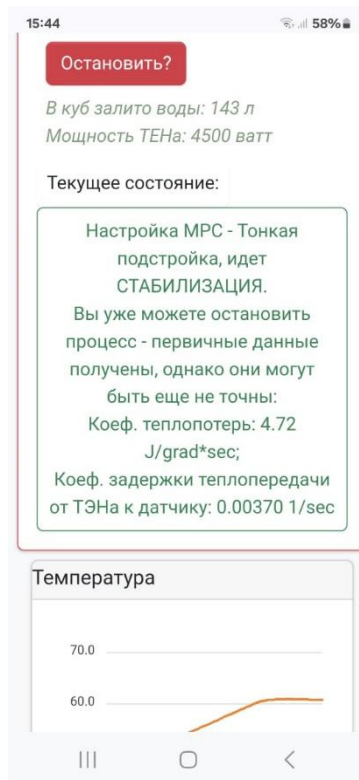 15:44
58%
Остановить?
В куб залито воды: 143 л
Мощность ТЕНа: 4500 ватт
Текущее состояние:
Настройка МРС - Тонкая
подстройка, идет
СТАБИЛИЗАЦИЯ.
Вы уже можете остановить
процесс - первичные данные
получены, однако они могут
быть еще не точны:
Коеф. теплопотерь: 4.72
J/grad*sec;
Коеф. задержки теплопередачи
от ТЭНа к датчику: 0.00370 1/sec
Температура
70.0
60.0